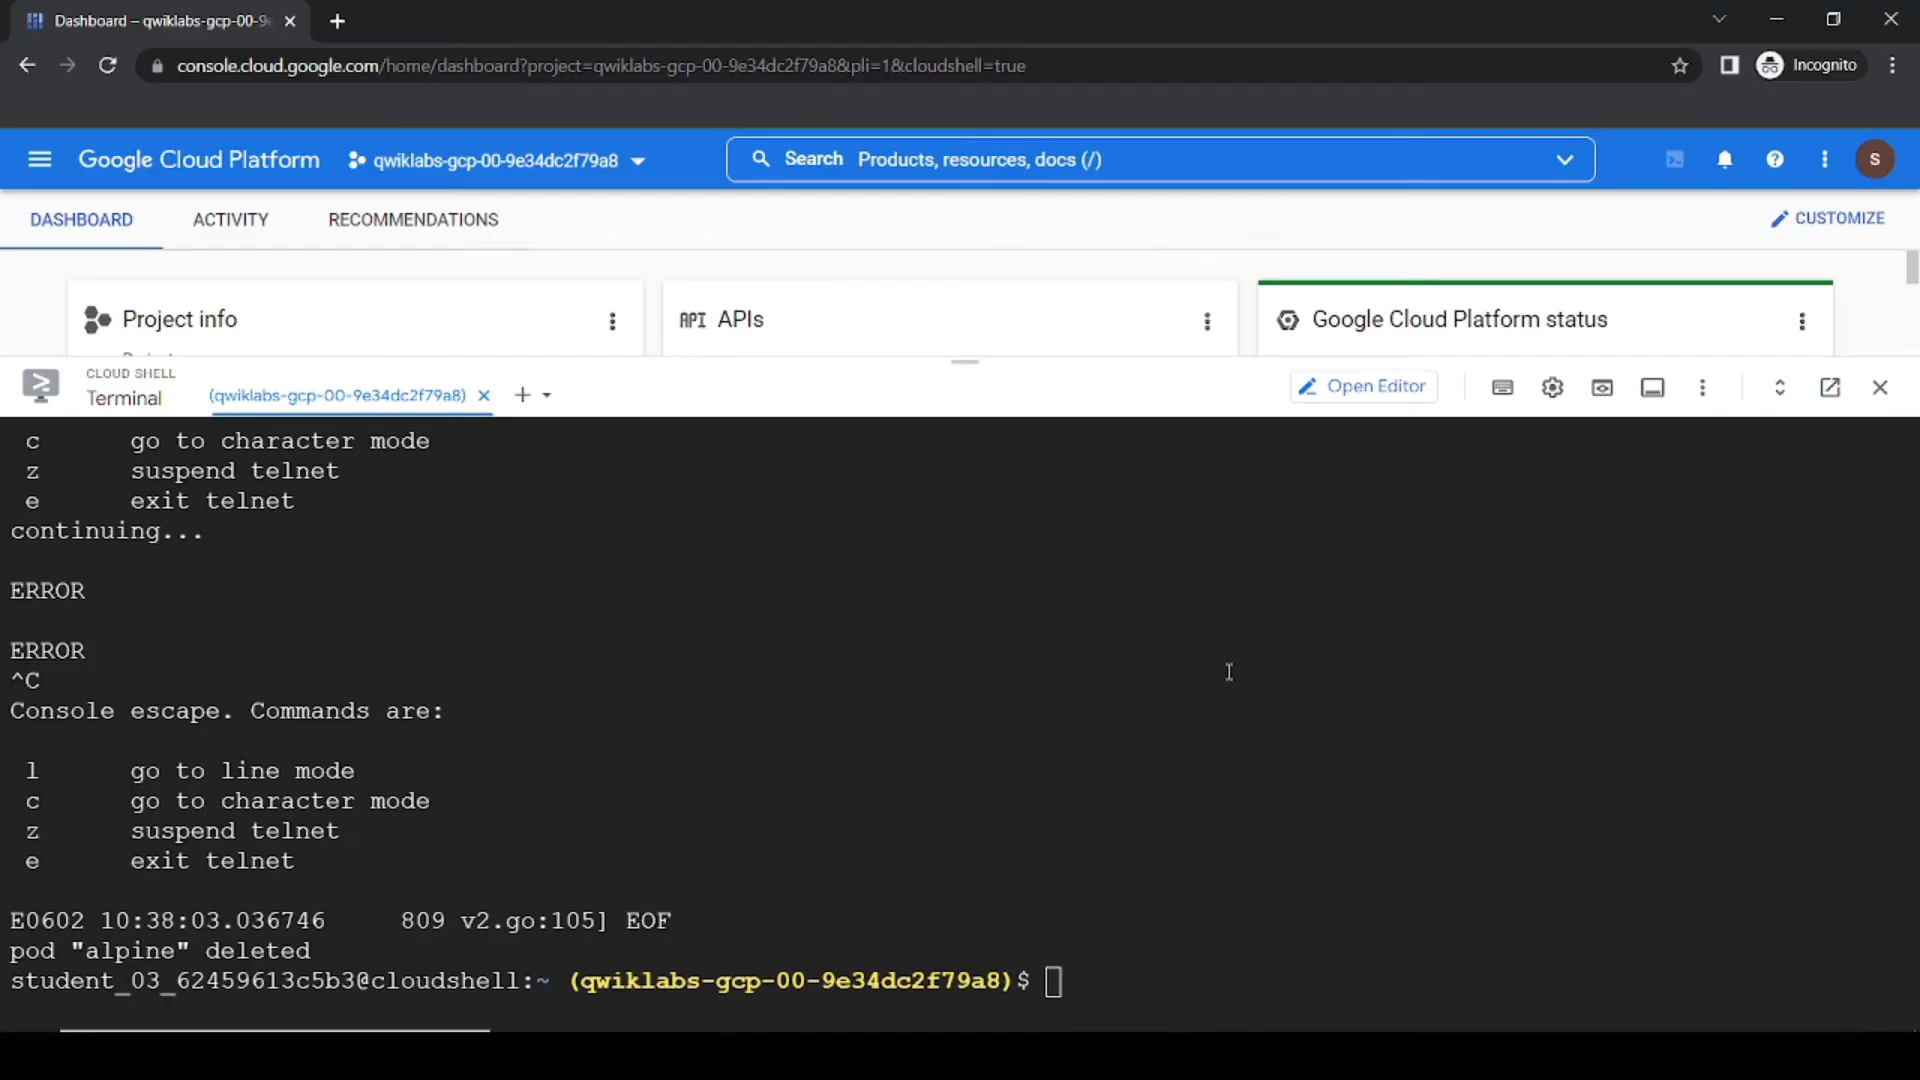 Dashboard – qwiklabs-gcp-00-9
console.cloud.google.com/home/dashboard?project=qwiklabs-gcp-00-9e34dc2f79a8&pli=1&cloudshell=true
Incognito
Google Cloud Platform
qwiklabs-gcp-00-9e34dc2f79a8
Search Products, resources, docs (/)
S
DASHBOARD
ACTIVITY
RECOMMENDATIONS
CUSTOMIZE
Project info
API APIs
Google Cloud Platform status
CLOUD SHELL
Terminal
(qwiklabs-gcp-00-9e34dc2f79a8)
Open Editor
c go to character mode
z suspend telnet
e exit telnet
continuing...
ERROR
ERROR
^C
Console escape. Commands are:
l go to line mode
c go to character mode
z suspend telnet
e exit telnet
E0602 10:38:03.036746 809 v2.go:105] EOF
pod "alpine" deleted
student_03_62459613c5b3@cloudshell:~ (qwiklabs-gcp-00-9e34dc2f79a8)$